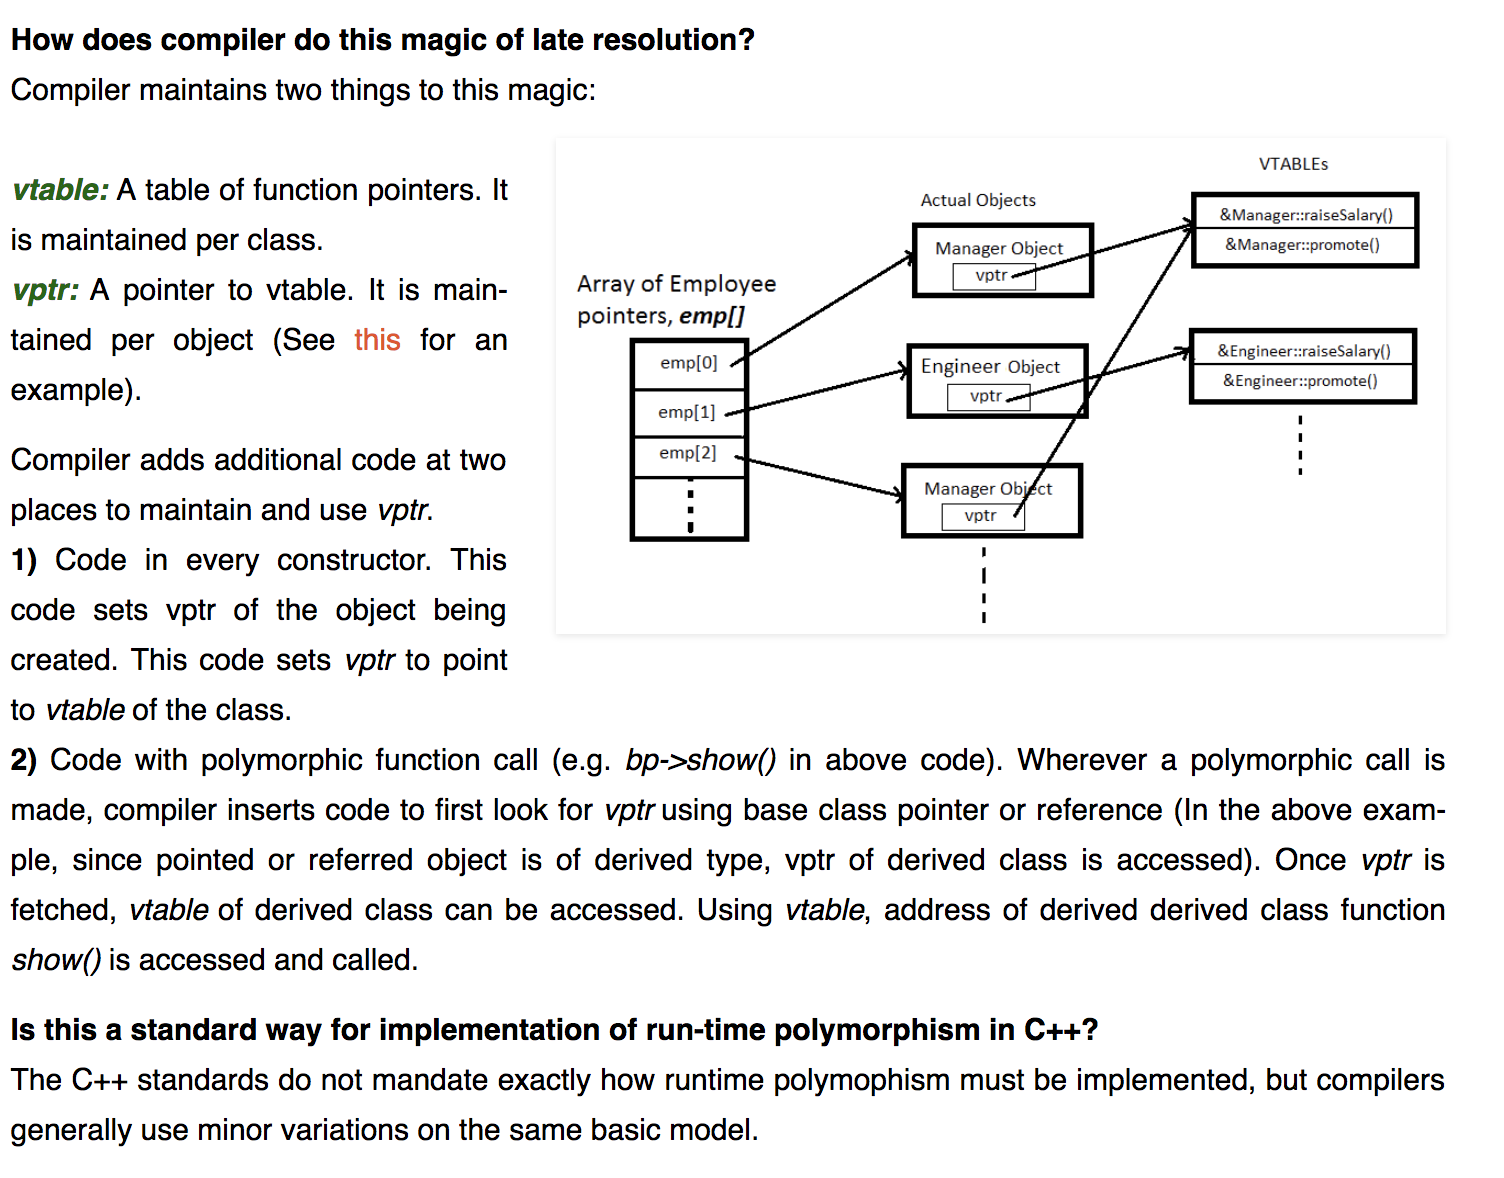 How does compiler do this magic of late resolution?
Compiler maintains two things to this magic:
vtable: A table of function pointers. It
is maintained per class.
vptr: A pointer to vtable. It is main-
tained per object (See this for an
example).
Compiler adds additional code at two
places to maintain and use vptr.
1) Code in every constructor. This
code sets vptr of the object being
created. This code sets vptr to point
to vtable of the class.
Array of Employee
pointers, emp[]
emp[0]
emp[1]
emp[2]
Actual Objects
Manager Object
vptr
Engineer Object
vptr
Manager Object
vptr
VTABLEs
&Manager::raiseSalary()
&Manager::promote()
&Engineer::raiseSalary()
&Engineer::promote()
2) Code with polymorphic function call (e.g. bp->show() in above code). Wherever a polymorphic call is
made, compiler inserts code to first look for vptr using base class pointer or reference (In the above exam-
ple, since pointed or referred object is of derived type, vptr of derived class is accessed). Once vptr is
fetched, vtable of derived class can be accessed. Using vtable, address of derived derived class function
show() is accessed and called.
Is this a standard way for implementation of run-time polymorphism in C++?
The C++ standards do not mandate exactly how runtime polymophism must be implemented, but compilers
generally use minor variations on the same basic model.